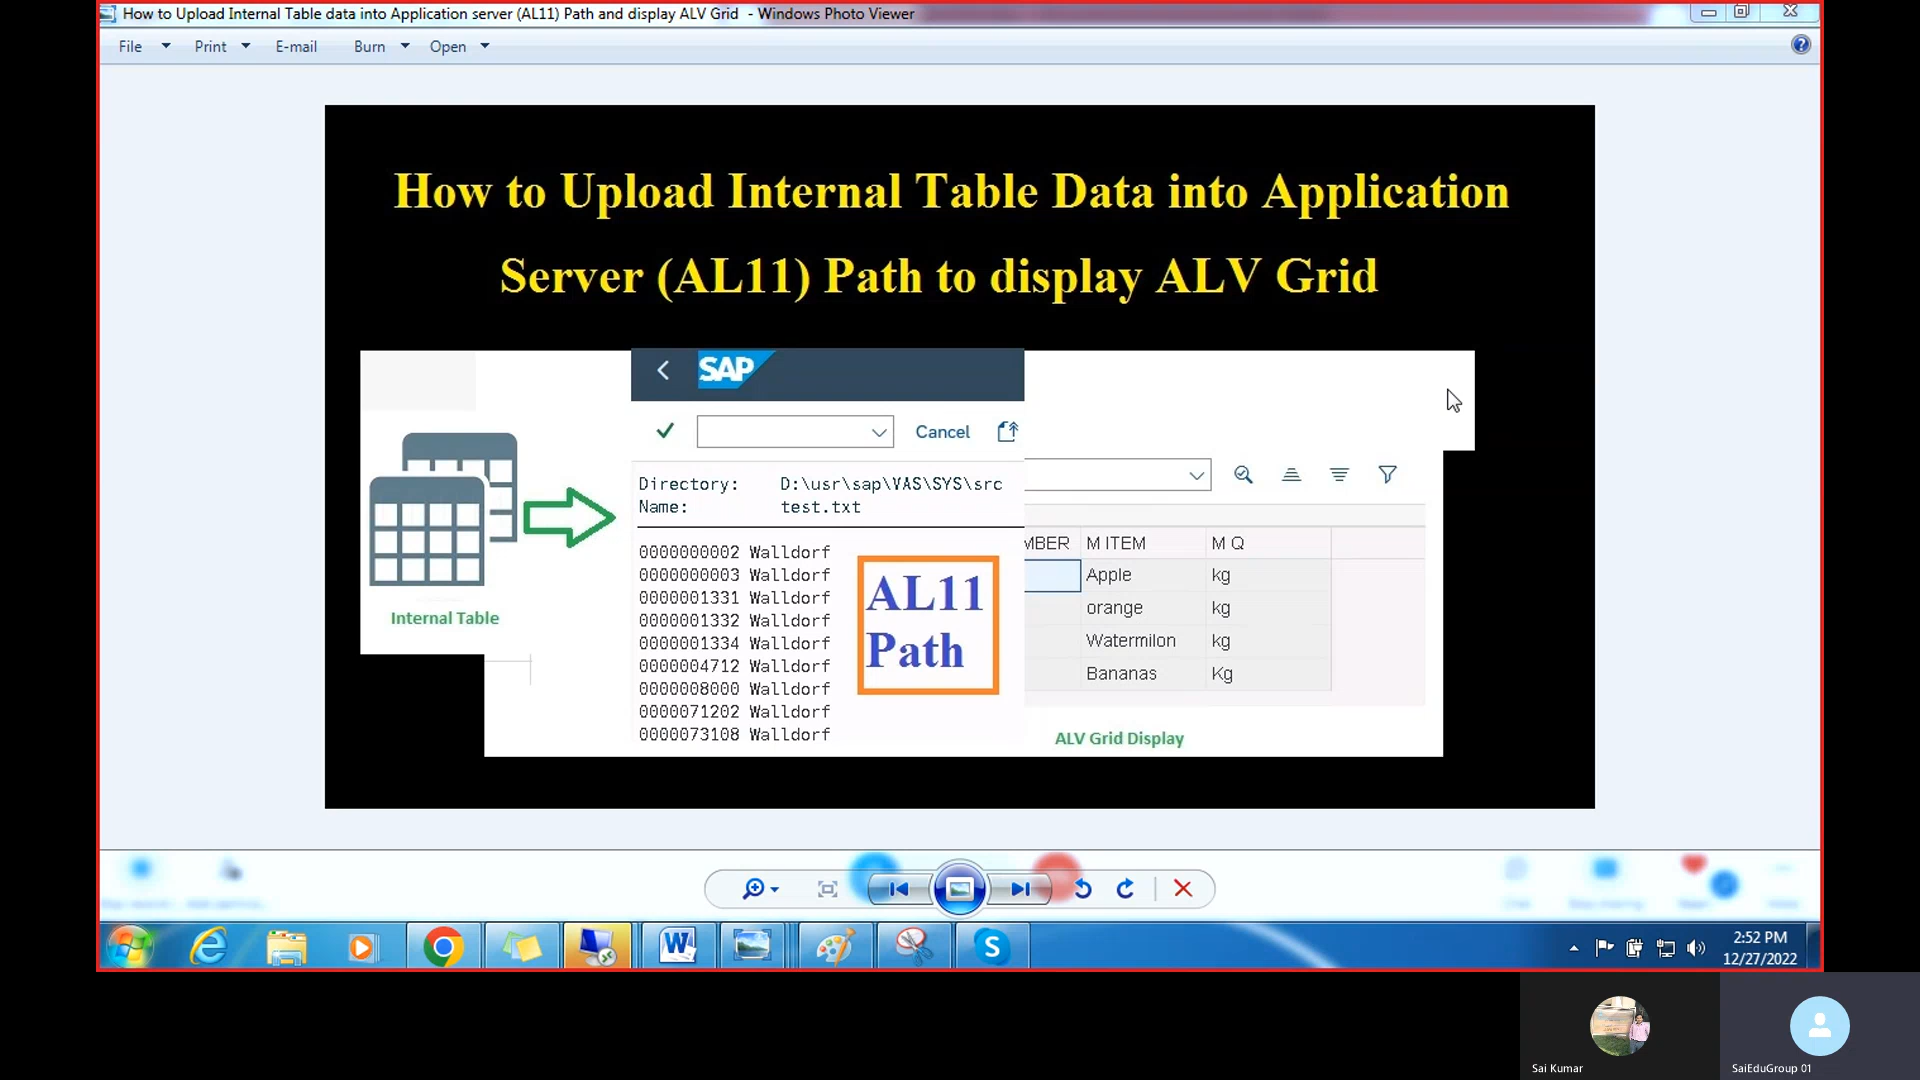 How to Upload Internal Table data into Application server (AL11) Path and display ALV Grid - Windows Photo Viewer
File Print E-mail Burn Open
How to Upload Internal Table Data into Application
Server (AL11) Path to display ALV Grid
SAP
Cancel
Directory: D:\usr\sap\VAS\SYS\src
Name: test.txt
0000000002 Walldorf
0000000003 Walldorf
0000001331 Walldorf
0000001332 Walldorf
0000001334 Walldorf
0000004712 Walldorf
0000008000 Walldorf
0000071202 Walldorf
0000073108 Walldorf
AL11
Path
Internal Table
MBER M ITEM M Q
Apple kg
orange kg
Watermilon kg
Bananas Kg
ALV Grid Display
2:52 PM
12/27/2022
Sai Kumar
SaiEduGroup 01